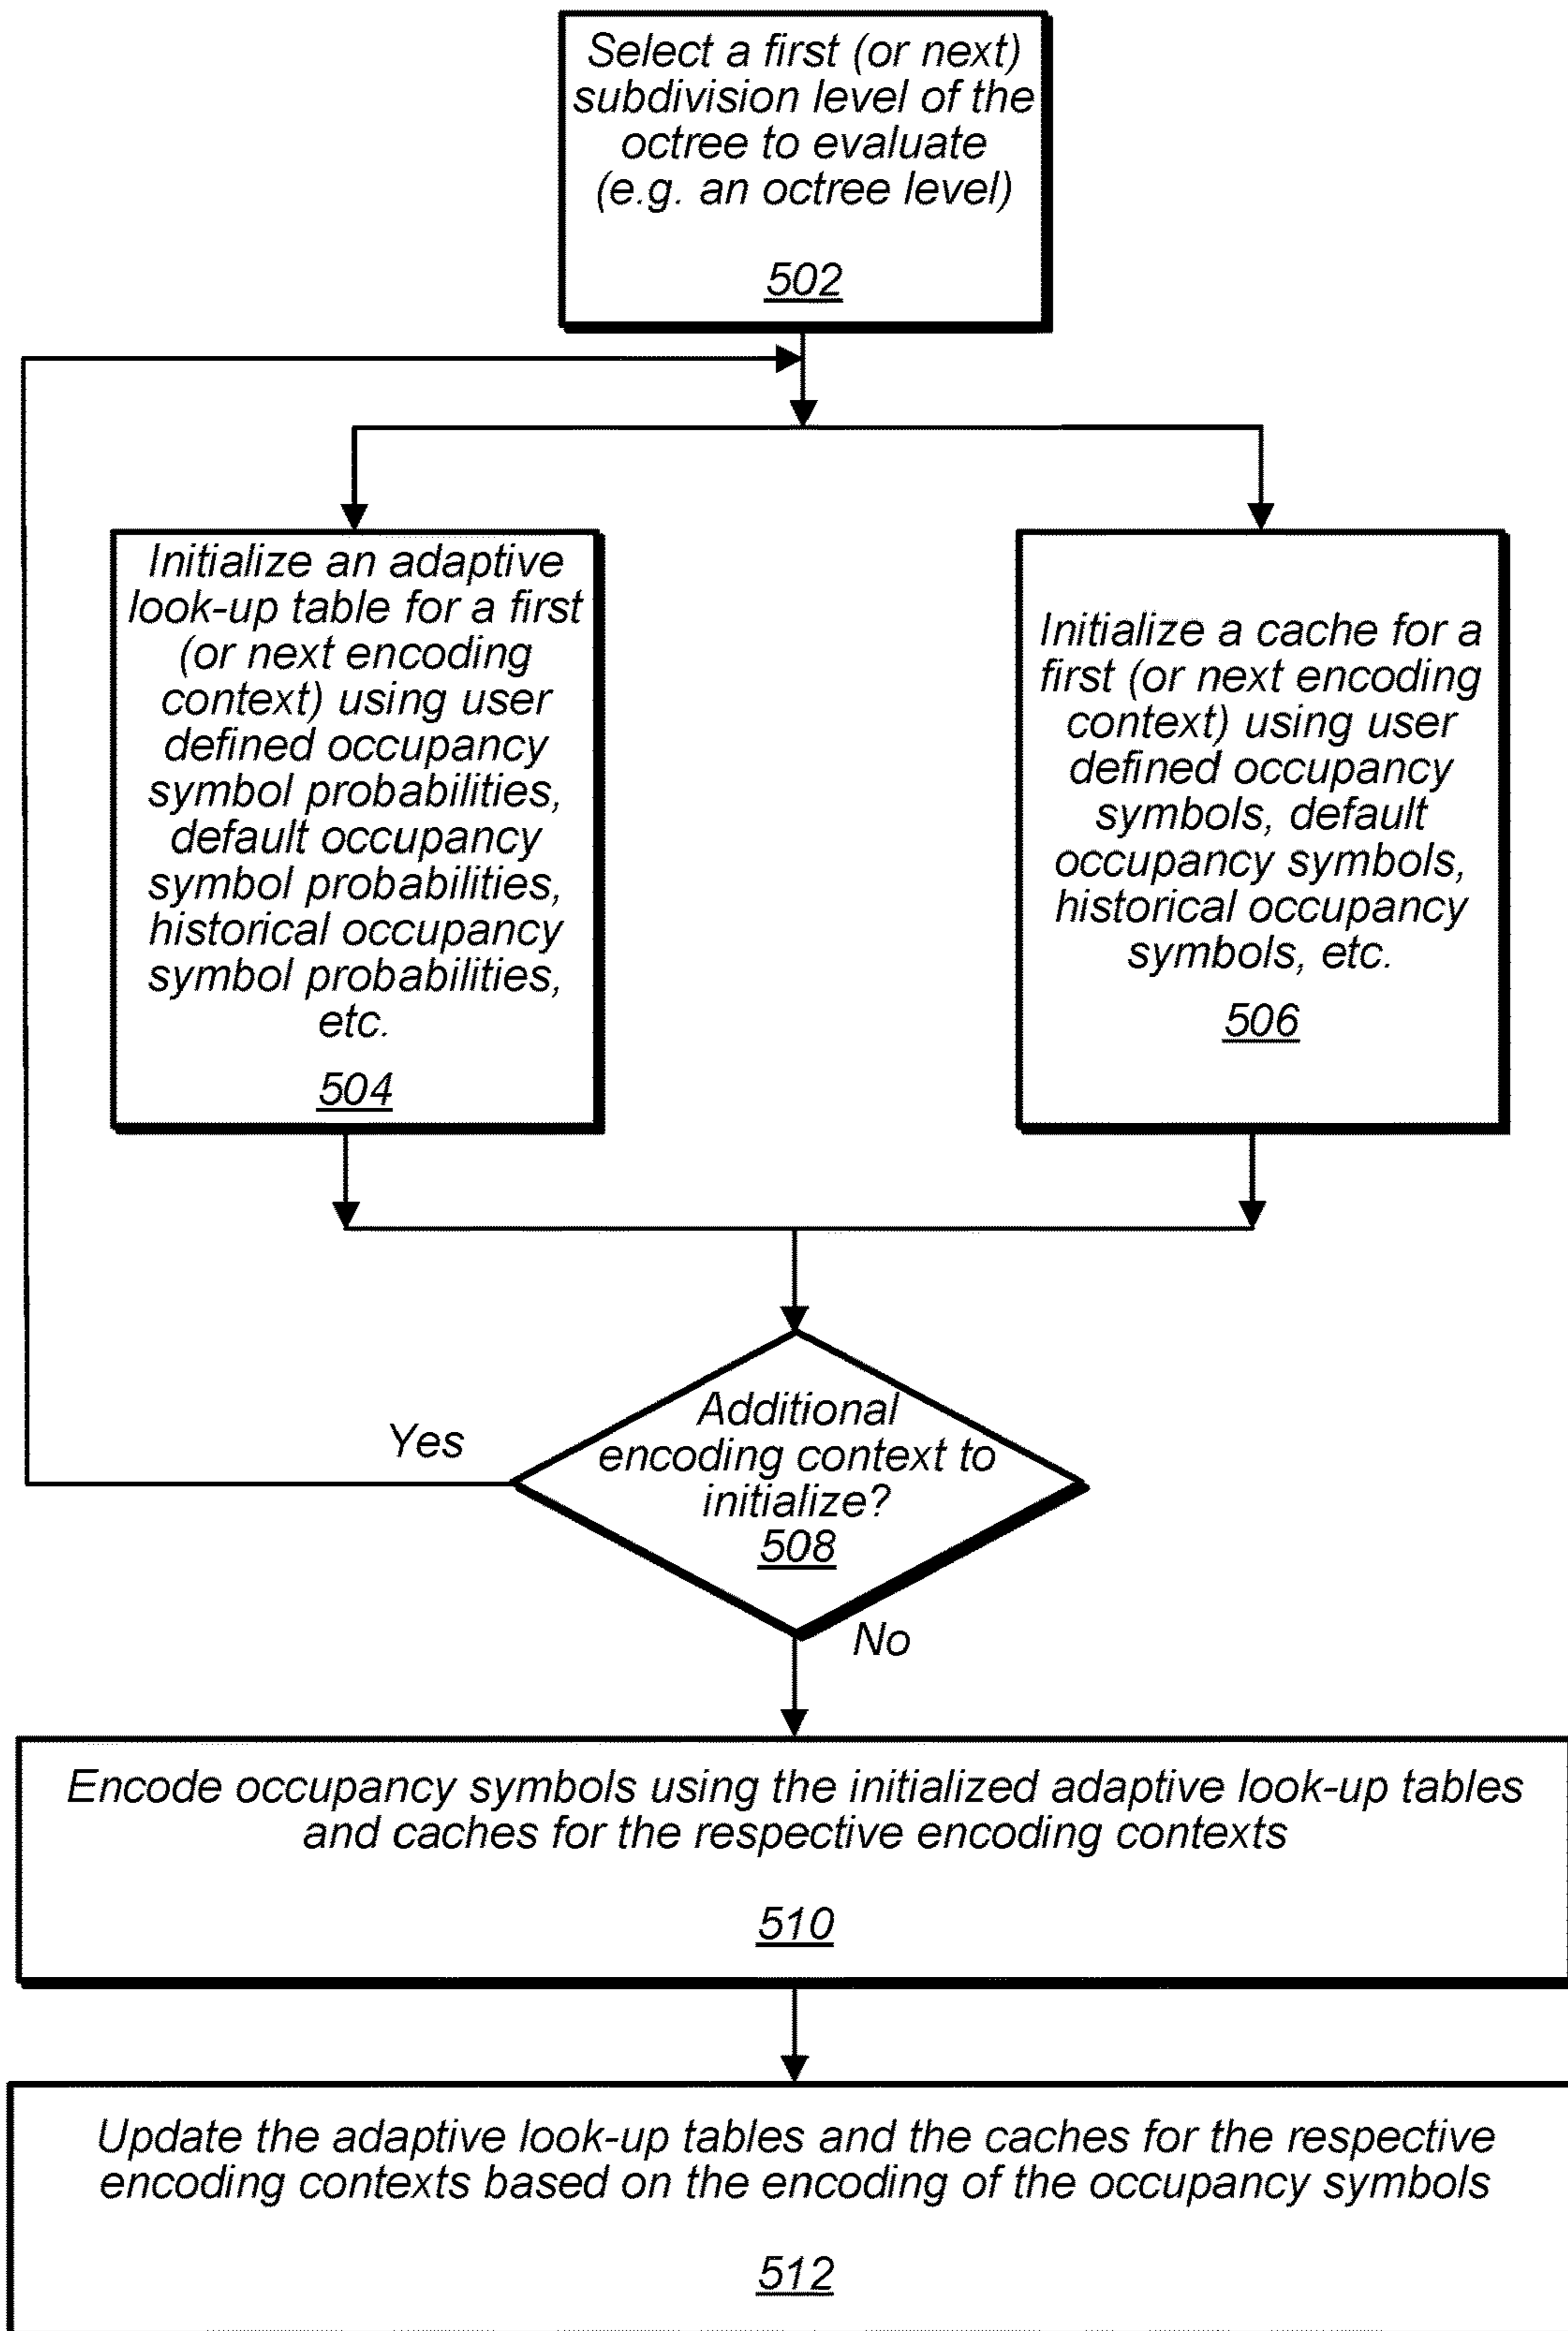 Select a first (or next)
subdivision level of the
octree to evaluate
(e.g. an octree level)
502
Initialize an adaptive
look-up table for a first
(or next encoding
context) using user
defined occupancy
symbol probabilities,
default occupancy
symbol probabilities,
historical occupancy
symbol probabilities,
etc.
504
Initialize a cache for a
first (or next encoding
context) using user
defined occupancy
symbols, default
occupancy symbols,
historical occupancy
symbols, etc.
506
Additional
encoding context to
initialize?
508
Yes
No
Encode occupancy symbols using the initialized adaptive look-up tables
and caches for the respective encoding contexts
510
Update the adaptive look-up tables and the caches for the respective
encoding contexts based on the encoding of the occupancy symbols
512